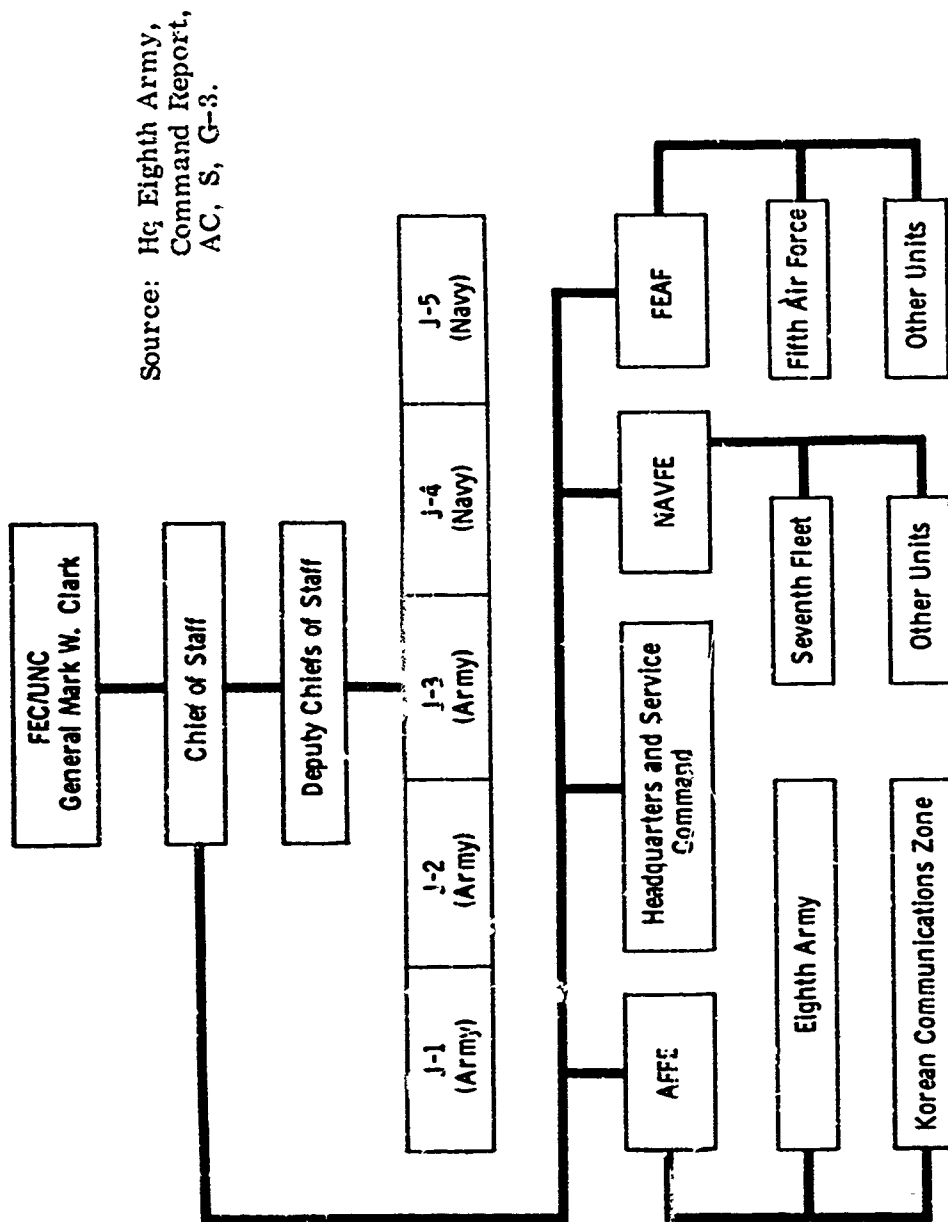 FEC/UNC
General Mark W. Clark
Chief of Staff
Deputy Chiefs of Staff
Source: Hq Eighth Army,
Command Report,
AC, S, G-3.
J-1
(Army)
J-2
(Army)
J-3
(Army)
J-4
(Navy)
J-5
(Navy)
AFFE
Headquarters and Service
Command
NAVFE
FEAF
Eighth Army
Seventh Fleet
Fifth Air Force
Korean Communications Zone
Other Units
Other Units